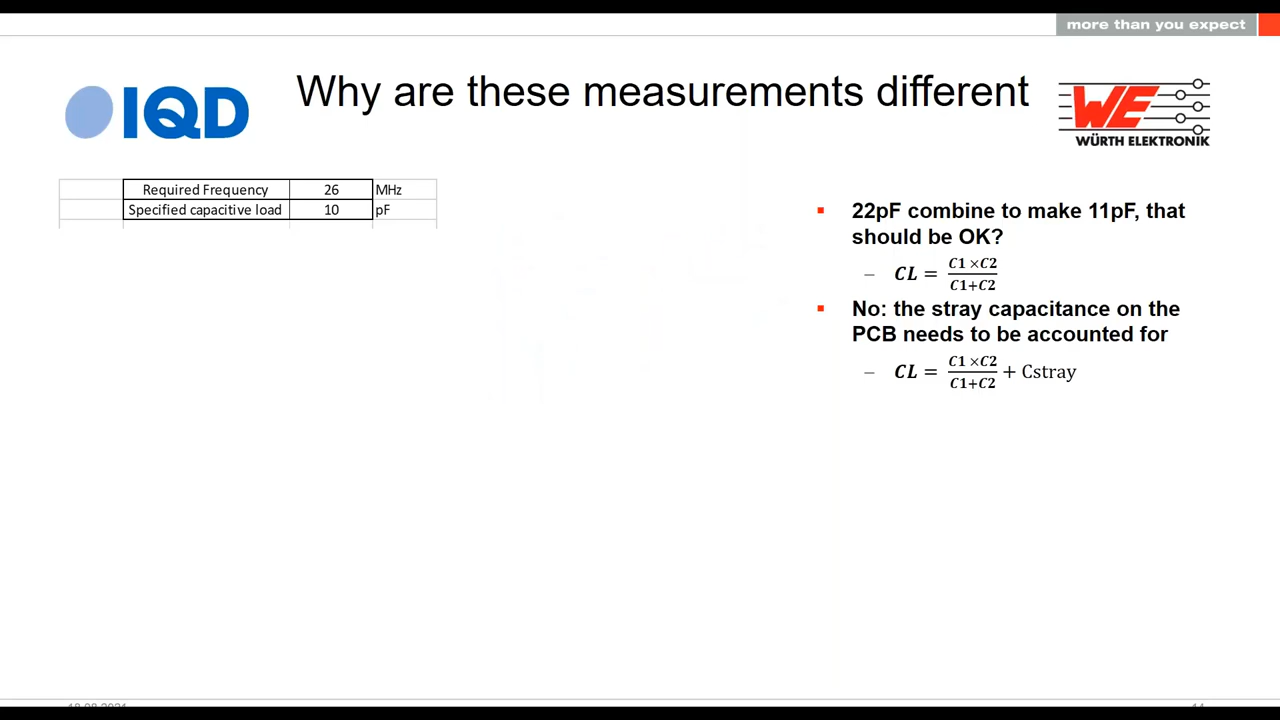 more than you expect
IQD
Why are these measurements different
WE
WÜRTH ELEKTRONIK
Required Frequency 26 MHz
Specified capacitive load 10 pF
▪ 22pF combine to make 11pF, that
should be OK?
– CL = C1 ×C2 / C1+C2
▪ No: the stray capacitance on the
PCB needs to be accounted for
– CL = C1 ×C2 / C1+C2 + Cstray